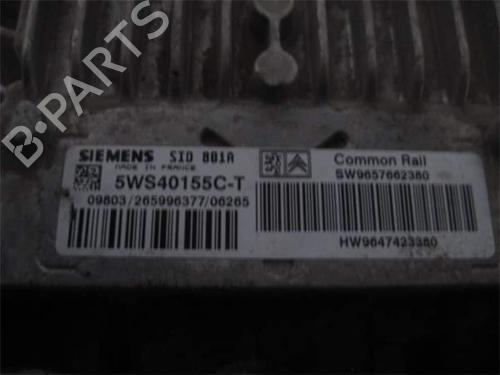 B-PARTS
SIEMENS SID 801A
MADE IN FRANCE
5WS40155C-T
09803/265996377/06265
Common Rail
SW9657662380
HW9647423380